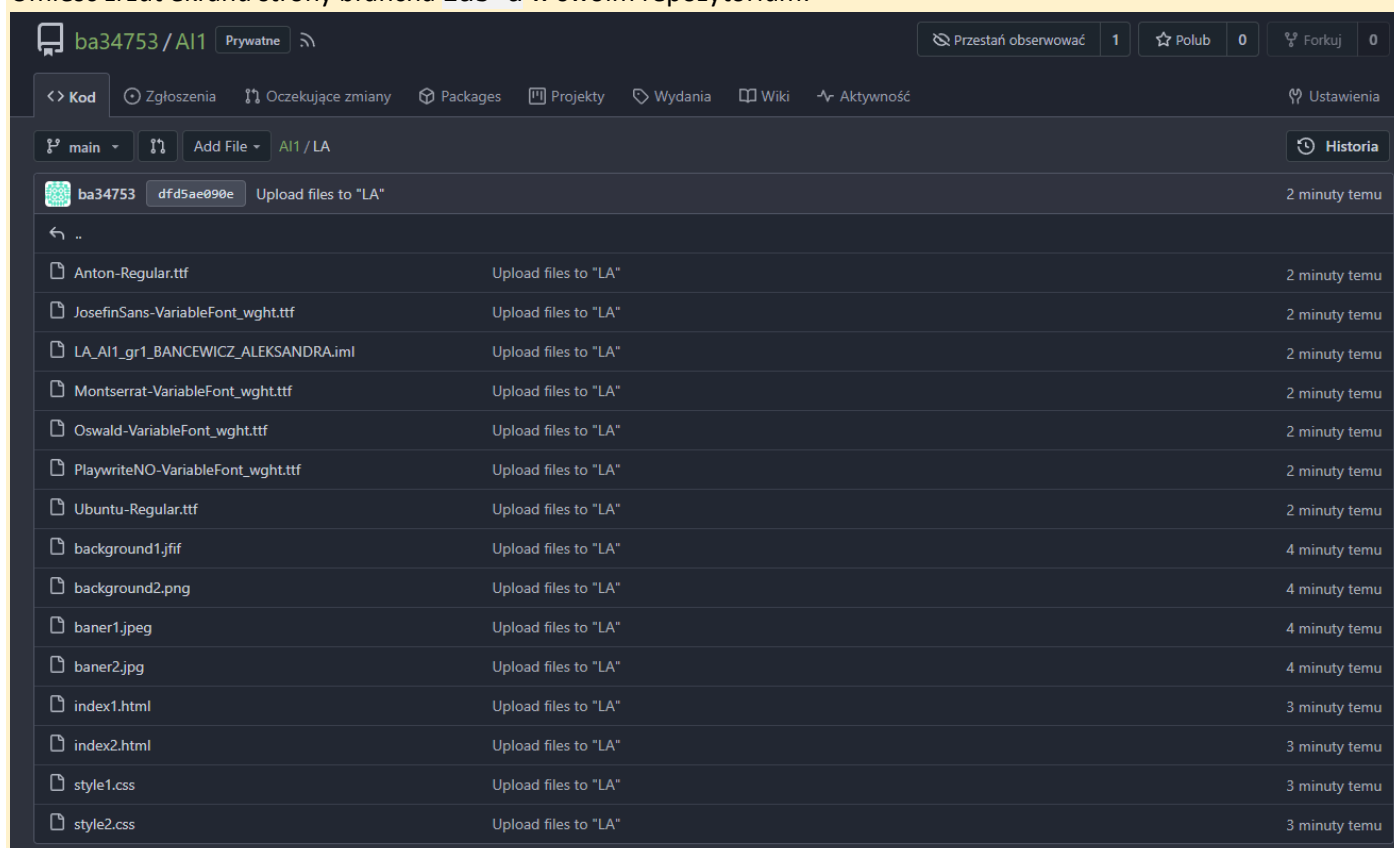 ba34753 / AI1 Prywatne Przestań obserwować 1 Polub 0 Forkuj 0
<> Kod Zgłoszenia Oczekujące zmiany Packages Projekty Wydania Wiki Aktywność Ustawienia
main Add File AI1 / LA Historia
ba34753 dfd5ae090e Upload files to "LA" 2 minuty temu
..
Anton-Regular.ttf Upload files to "LA" 2 minuty temu
JosefinSans-VariableFont_wght.ttf Upload files to "LA" 2 minuty temu
LA_AI1_gr1_BANCEWICZ_ALEKSANDRA.iml Upload files to "LA" 2 minuty temu
Montserrat-VariableFont_wght.ttf Upload files to "LA" 2 minuty temu
Oswald-VariableFont_wght.ttf Upload files to "LA" 2 minuty temu
PlaywriteNO-VariableFont_wght.ttf Upload files to "LA" 2 minuty temu
Ubuntu-Regular.ttf Upload files to "LA" 2 minuty temu
background1.jfif Upload files to "LA" 4 minuty temu
background2.png Upload files to "LA" 4 minuty temu
baner1.jpeg Upload files to "LA" 4 minuty temu
baner2.jpg Upload files to "LA" 4 minuty temu
index1.html Upload files to "LA" 3 minuty temu
index2.html Upload files to "LA" 3 minuty temu
style1.css Upload files to "LA" 3 minuty temu
style2.css Upload files to "LA" 3 minuty temu